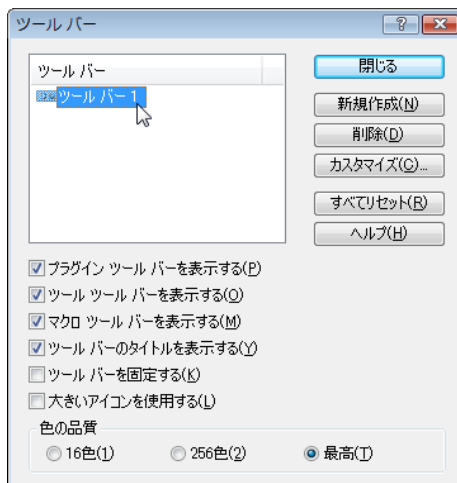 ツール バー
ツール バー
ツール バー 1
閉じる
新規作成(N)
削除(D)
カスタマイズ(C)...
すべてリセット(R)
ヘルプ(H)
プラグイン ツール バーを表示する(P)
ツール ツール バーを表示する(O)
マクロ ツール バーを表示する(M)
ツール バーのタイトルを表示する(Y)
ツール バーを固定する(K)
大きいアイコンを使用する(L)
色の品質
16色(1)
256色(2)
最高(T)